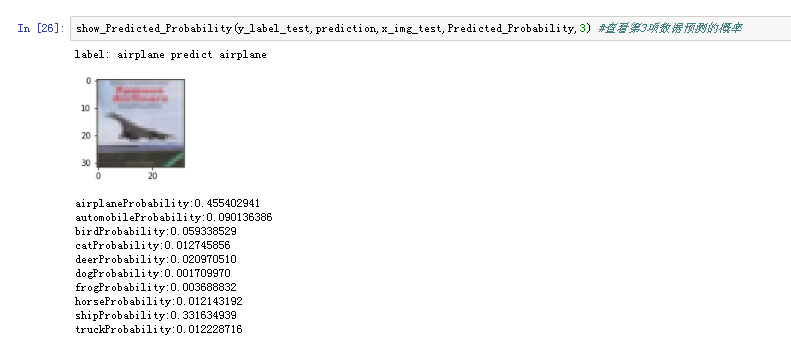 In [26]: show_Predicted_Probability(y_label_test,prediction,x_img_test,Predicted_Probability,3) #查看第3项数据预测的概率
label: airplane predict airplane
0
10
20
30
0 20
airplaneProbability:0.455402941
automobileProbability:0.090136386
birdProbability:0.059338529
catProbability:0.012745856
deerProbability:0.020970510
dogProbability:0.001709970
frogProbability:0.003688832
horseProbability:0.012143192
shipProbability:0.331634939
truckProbability:0.012228716